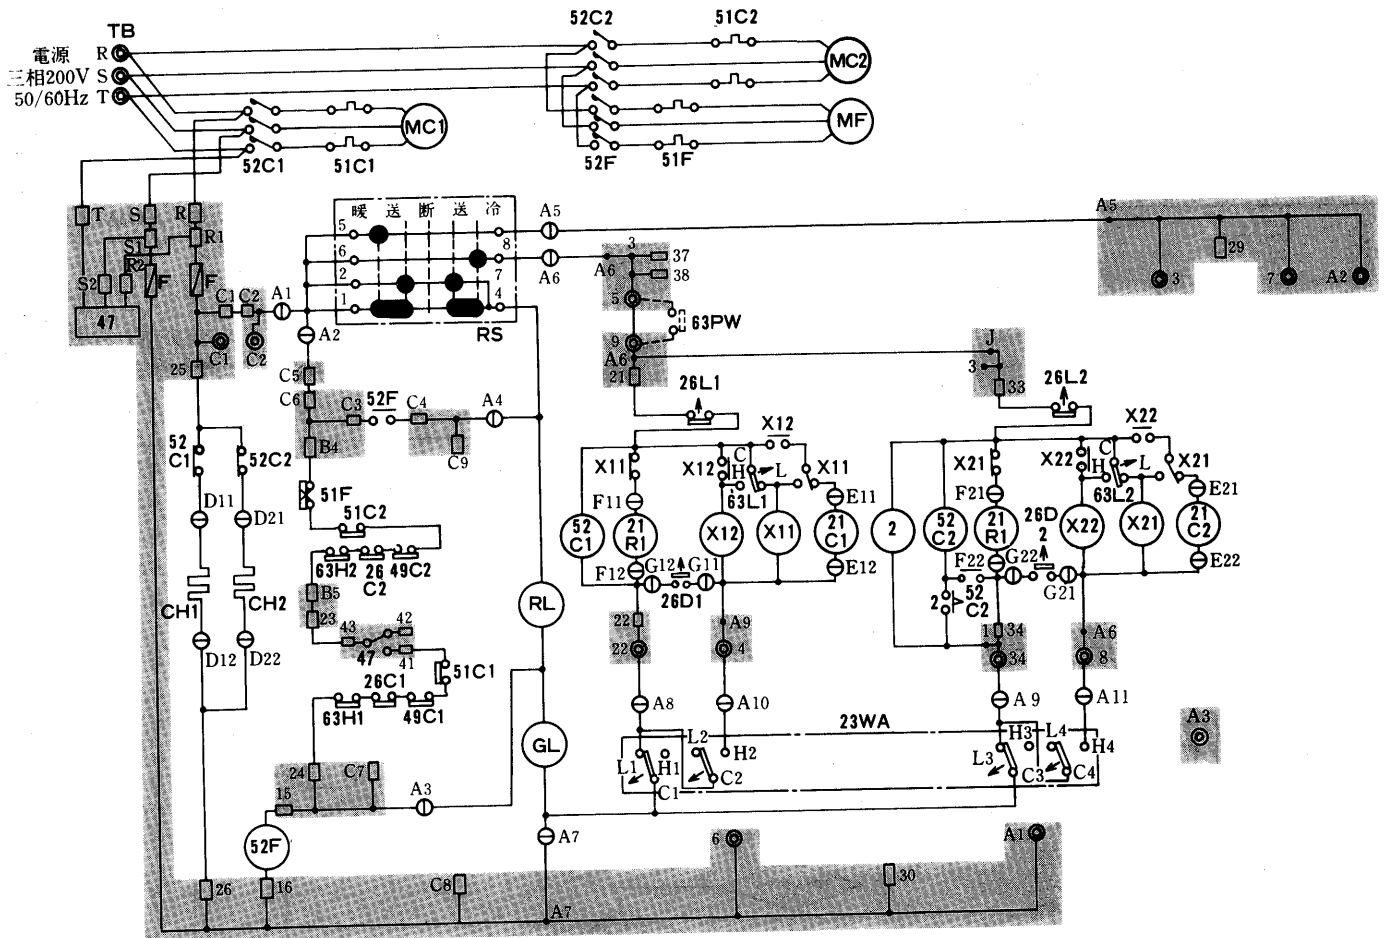 TB
電源 R
三相200V S
50/60Hz T
52C2
51C2
MC2
MF
52F
51F
MC1
52C1
51C1
T
S
R
S1
R1
S2
R2
F
F
47
C1
C2
A1
C1
C2
25
A2
暖 送 断 送 冷
5
6
2
1
8
7
4
RS
A5
A6
A5
3
29
7
A2
A6
3
37
38
5
63PW
9
A6
21
26L1
J
3
33
26L2
C5
C6
C3
52F
C4
A4
C9
B4
52
C1
52C2
D11
D21
CH1
CH2
D12
D22
51F
51C2
63H2
26
C2
49C2
B5
23
43
42
47
41
51C1
26C1
63H1
49C1
24
C7
A3
15
52F
16
26
C8
RL
GL
A7
A7
X11
X12
X12
C
H
L
63L1
X11
F11
E11
52
C1
21
R1
X12
X11
21
C1
F12
G12
G11
E12
26D1
22
22
A9
4
A8
A10
X21
X22
X22
C
H
L
63L2
X21
F21
E21
26D
2
2
52
C2
21
R1
X22
X21
21
C2
F22
G22
G21
E22
2
52
C2
1
34
34
A6
8
A9
A11
23WA
L1
H1
C1
L2
H2
C2
L3
H3
C3
L4
H4
C4
A3
6
30
A1